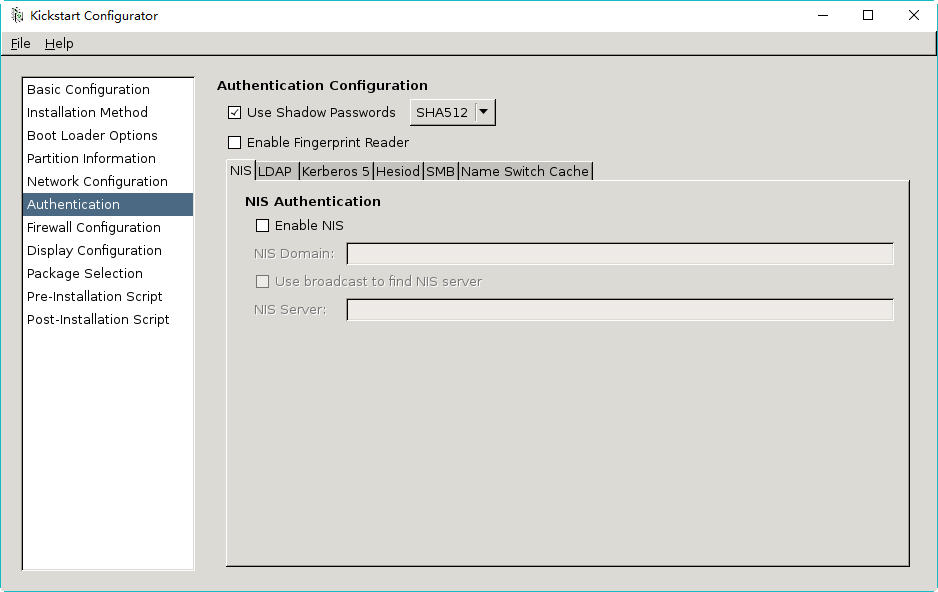 Kickstart Configurator
File Help
Basic Configuration
Installation Method
Boot Loader Options
Partition Information
Network Configuration
Authentication
Firewall Configuration
Display Configuration
Package Selection
Pre-Installation Script
Post-Installation Script
Authentication Configuration
Use Shadow Passwords SHA512
Enable Fingerprint Reader
NIS LDAP Kerberos 5 Hesiod SMB Name Switch Cache
NIS Authentication
Enable NIS
NIS Domain:
Use broadcast to find NIS server
NIS Server: